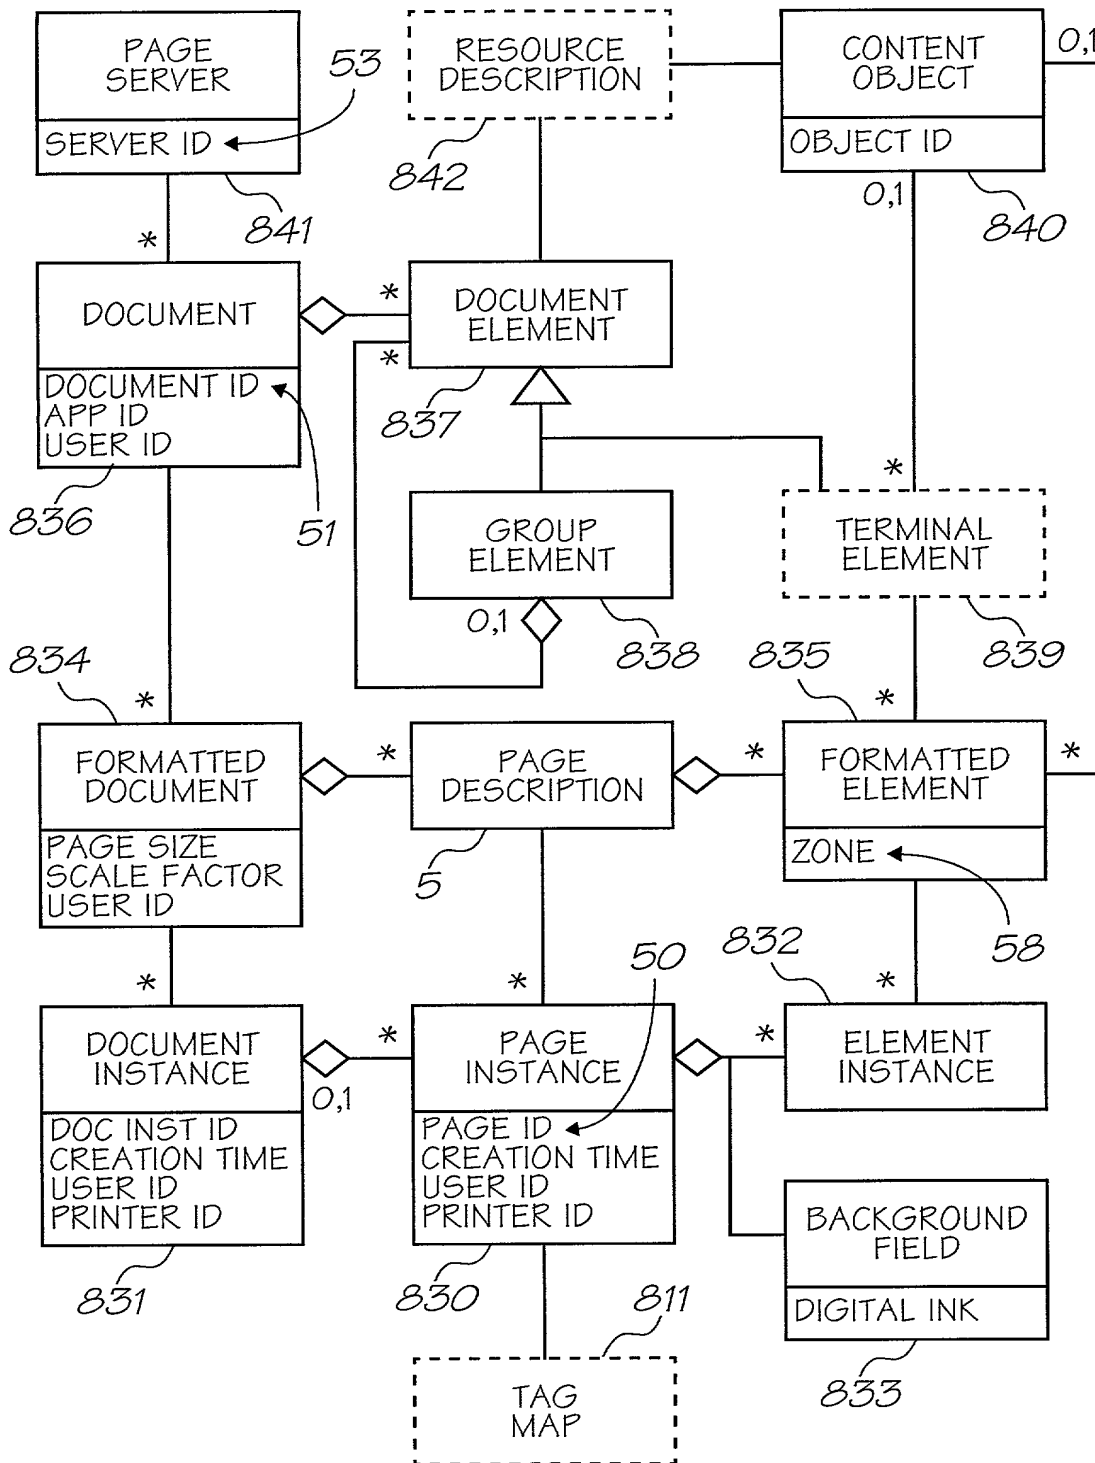 PAGE
SERVER
SERVER ID
53
841
*
RESOURCE
DESCRIPTION
842
CONTENT
OBJECT
OBJECT ID
0,1
0,1
840
DOCUMENT
DOCUMENT ID
APP ID
USER ID
836
51
*
*
DOCUMENT
ELEMENT
837
GROUP
ELEMENT
0,1
838
*
TERMINAL
ELEMENT
839
834
*
FORMATTED
DOCUMENT
PAGE SIZE
SCALE FACTOR
USER ID
*
PAGE
DESCRIPTION
5
835
*
*
FORMATTED
ELEMENT
*
ZONE
58
*
DOCUMENT
INSTANCE
0,1
DOC INST ID
CREATION TIME
USER ID
PRINTER ID
831
*
*
50
PAGE
INSTANCE
PAGE ID
CREATION TIME
USER ID
PRINTER ID
830
832
*
*
ELEMENT
INSTANCE
BACKGROUND
FIELD
DIGITAL INK
833
811
TAG
MAP